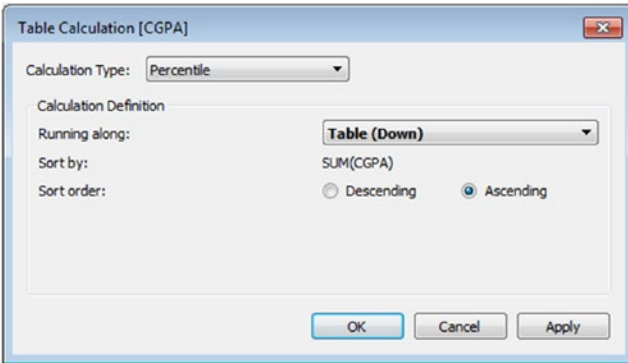 Table Calculation [CGPA]
Calculation Type: Percentile
Calculation Definition
Running along: Table (Down)
Sort by: SUM(CGPA)
Sort order: Descending Ascending
OK Cancel Apply